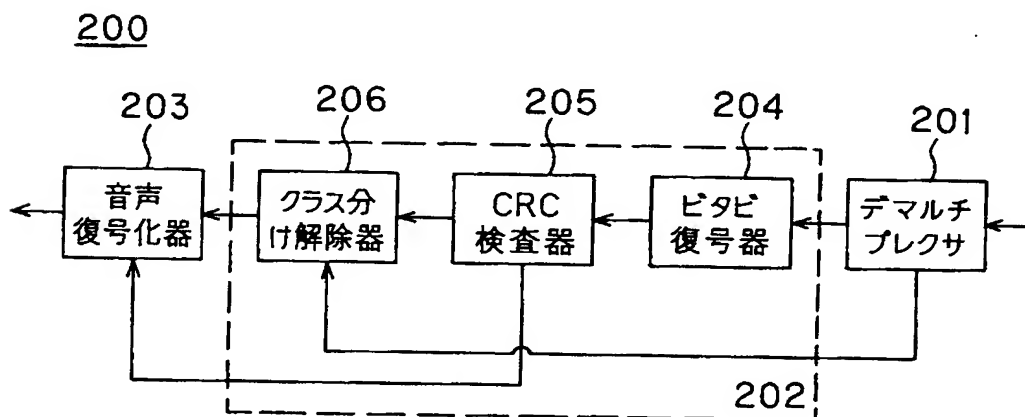 200
203
206
205
204
201
音声
復号化器
クラス分
け解除器
CRC
検査器
ビタビ
復号器
デマルチ
プレクサ
202